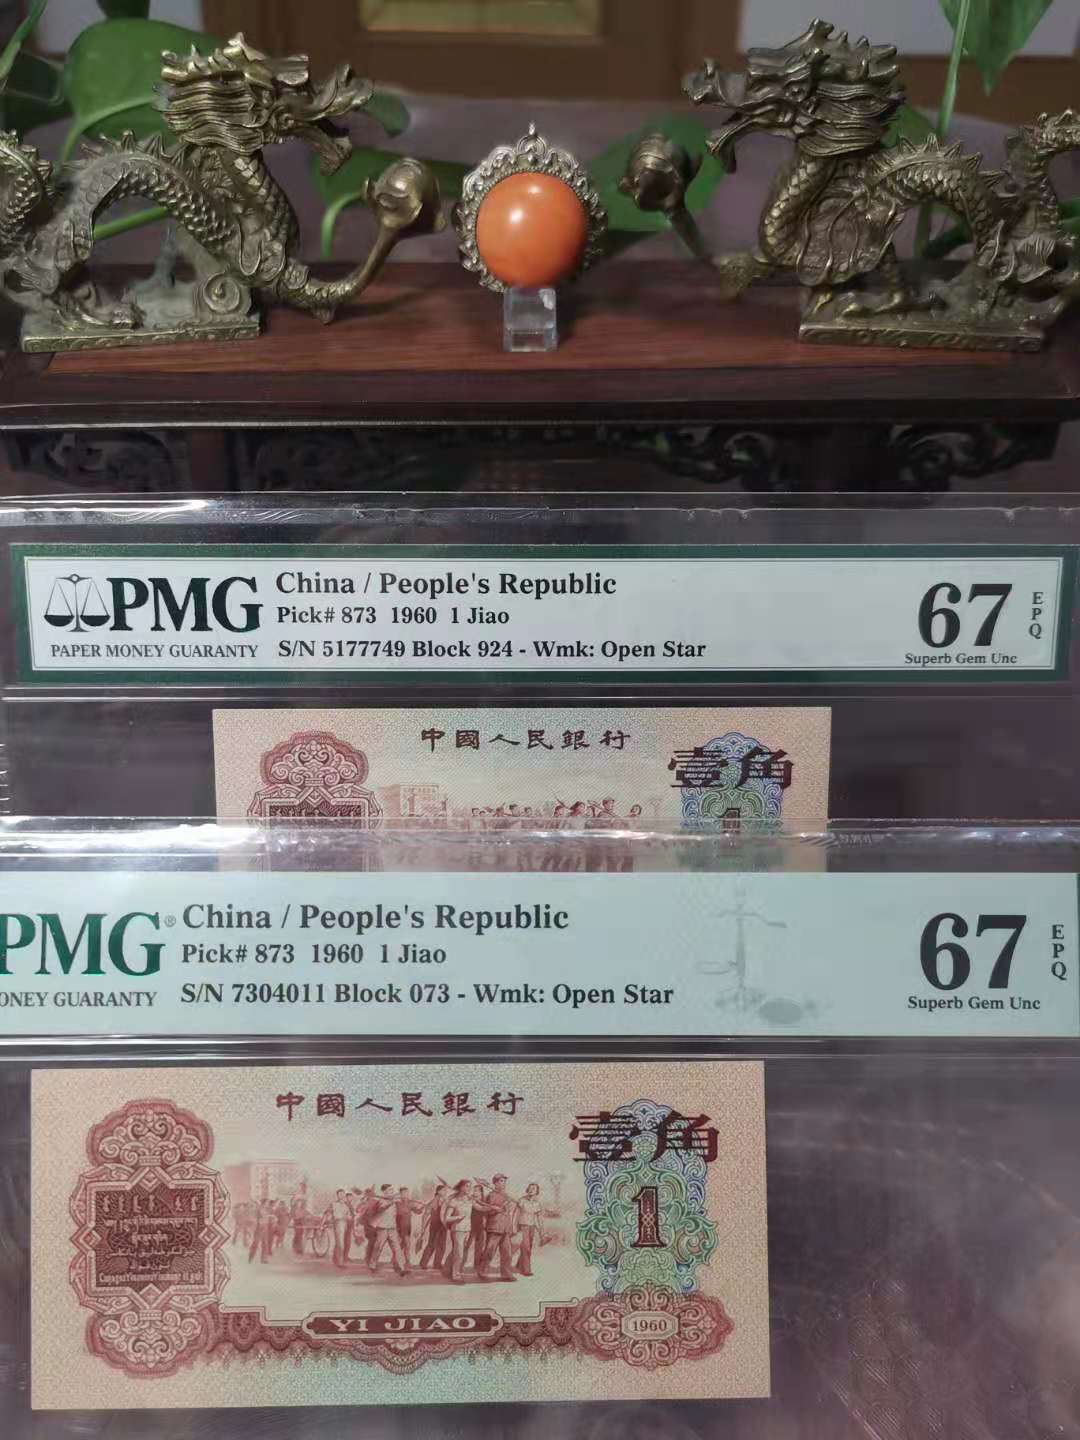 PMG
PAPER MONEY GUARANTY
China / People's Republic
Pick# 873 1960 1 Jiao
S/N 5177749 Block 924 - Wmk: Open Star
67
EPQ
Superb Gem Unc
中國人民銀行
壹角
1
PMG®
ONEY GUARANTY
China / People's Republic
Pick# 873 1960 1 Jiao
S/N 7304011 Block 073 - Wmk: Open Star
67
EPQ
Superb Gem Unc
中國人民銀行
壹角
1
YI JIAO
1960